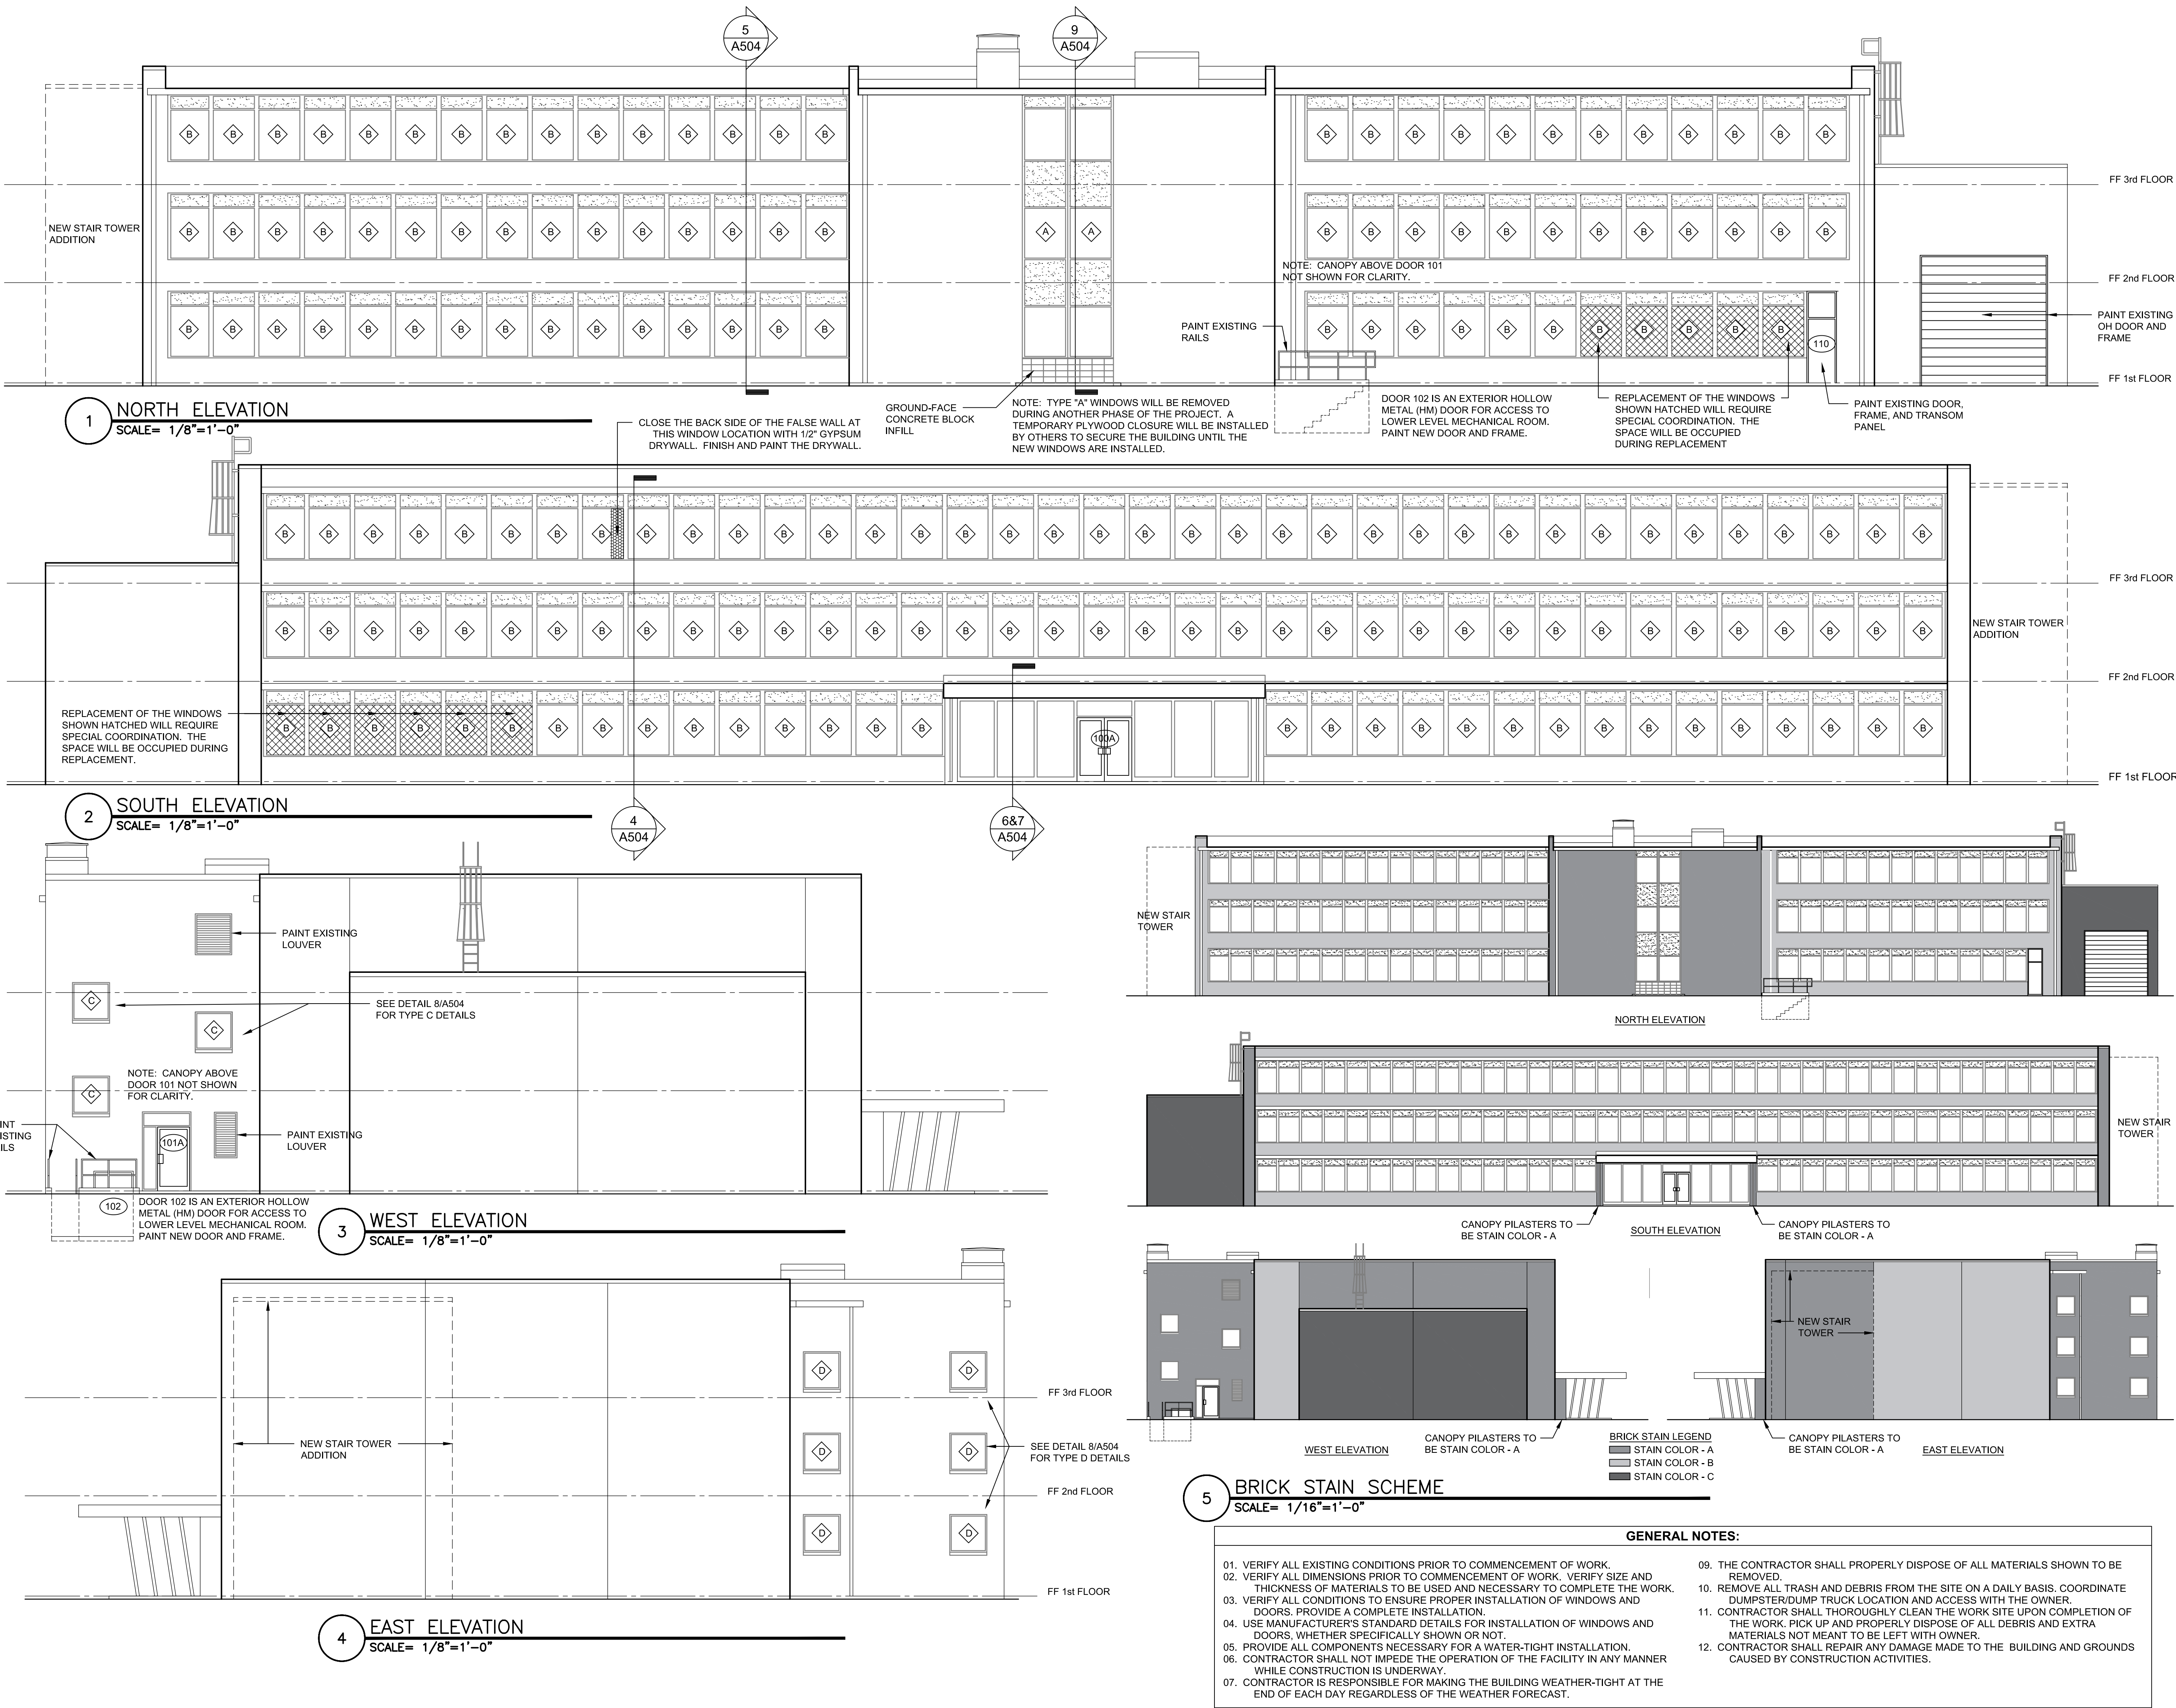 5
A504
9
A504
B B B B B B B B B B B B B B B B B B B B B B B B B B B
FF 3rd FLOOR
NEW STAIR TOWER
ADDITION
B B B B B B B B B B B B B B B A A B B B B B B B B B B B B
NOTE: CANOPY ABOVE DOOR 101
NOT SHOWN FOR CLARITY.
FF 2nd FLOOR
B B B B B B B B B B B B B B B B B B B B B B B B B B
PAINT EXISTING
RAILS
110
PAINT EXISTING
OH DOOR AND
FRAME
FF 1st FLOOR
1
NORTH ELEVATION
SCALE= 1/8"=1'-0"
CLOSE THE BACK SIDE OF THE FALSE WALL AT
THIS WINDOW LOCATION WITH 1/2" GYPSUM
DRYWALL. FINISH AND PAINT THE DRYWALL.
GROUND-FACE
CONCRETE BLOCK
INFILL
NOTE: TYPE "A" WINDOWS WILL BE REMOVED
DURING ANOTHER PHASE OF THE PROJECT. A
TEMPORARY PLYWOOD CLOSURE WILL BE INSTALLED
BY OTHERS TO SECURE THE BUILDING UNTIL THE
NEW WINDOWS ARE INSTALLED.
DOOR 102 IS AN EXTERIOR HOLLOW
METAL (HM) DOOR FOR ACCESS TO
LOWER LEVEL MECHANICAL ROOM.
PAINT NEW DOOR AND FRAME.
REPLACEMENT OF THE WINDOWS
SHOWN HATCHED WILL REQUIRE
SPECIAL COORDINATION. THE
SPACE WILL BE OCCUPIED
DURING REPLACEMENT
PAINT EXISTING DOOR,
FRAME, AND TRANSOM
PANEL
B B B B B B B B B B B B B B B B B B B B B B B B B B B B B B B B B B B B B
FF 3rd FLOOR
B B B B B B B B B B B B B B B B B B B B B B B B B B B B B B B B B B B B B
NEW STAIR TOWER
ADDITION
FF 2nd FLOOR
REPLACEMENT OF THE WINDOWS
SHOWN HATCHED WILL REQUIRE
SPECIAL COORDINATION. THE
SPACE WILL BE OCCUPIED DURING
REPLACEMENT.
B B B B B B B B B B B B B B B 100A B B B B B B B B B B B B B B B
FF 1st FLOOR
2
SOUTH ELEVATION
SCALE= 1/8"=1'-0"
4
A504
6&7
A504
PAINT EXISTING
LOUVER
C
SEE DETAIL 8/A504
FOR TYPE C DETAILS
C
NOTE: CANOPY ABOVE
DOOR 101 NOT SHOWN
FOR CLARITY.
C
INT
ISTING
ILS
101A
PAINT EXISTING
LOUVER
102
DOOR 102 IS AN EXTERIOR HOLLOW
METAL (HM) DOOR FOR ACCESS TO
LOWER LEVEL MECHANICAL ROOM.
PAINT NEW DOOR AND FRAME.
3
WEST ELEVATION
SCALE= 1/8"=1'-0"
D D
FF 3rd FLOOR
NEW STAIR TOWER
ADDITION
D D
SEE DETAIL 8/A504
FOR TYPE D DETAILS
FF 2nd FLOOR
D D
FF 1st FLOOR
4
EAST ELEVATION
SCALE= 1/8"=1'-0"
NEW STAIR
TOWER
NORTH ELEVATION
NEW STAIR
TOWER
CANOPY PILASTERS TO
BE STAIN COLOR - A
SOUTH ELEVATION
CANOPY PILASTERS TO
BE STAIN COLOR - A
NEW STAIR
TOWER
WEST ELEVATION
CANOPY PILASTERS TO
BE STAIN COLOR - A
BRICK STAIN LEGEND
STAIN COLOR - A
STAIN COLOR - B
STAIN COLOR - C
CANOPY PILASTERS TO
BE STAIN COLOR - A
EAST ELEVATION
5
BRICK STAIN SCHEME
SCALE= 1/16"=1'-0"
GENERAL NOTES:
01. VERIFY ALL EXISTING CONDITIONS PRIOR TO COMMENCEMENT OF WORK.
02. VERIFY ALL DIMENSIONS PRIOR TO COMMENCEMENT OF WORK. VERIFY SIZE AND
THICKNESS OF MATERIALS TO BE USED AND NECESSARY TO COMPLETE THE WORK.
03. VERIFY ALL CONDITIONS TO ENSURE PROPER INSTALLATION OF WINDOWS AND
DOORS. PROVIDE A COMPLETE INSTALLATION.
04. USE MANUFACTURER'S STANDARD DETAILS FOR INSTALLATION OF WINDOWS AND
DOORS, WHETHER SPECIFICALLY SHOWN OR NOT.
05. PROVIDE ALL COMPONENTS NECESSARY FOR A WATER-TIGHT INSTALLATION.
06. CONTRACTOR SHALL NOT IMPEDE THE OPERATION OF THE FACILITY IN ANY MANNER
WHILE CONSTRUCTION IS UNDERWAY.
07. CONTRACTOR IS RESPONSIBLE FOR MAKING THE BUILDING WEATHER-TIGHT AT THE
END OF EACH DAY REGARDLESS OF THE WEATHER FORECAST.
09. THE CONTRACTOR SHALL PROPERLY DISPOSE OF ALL MATERIALS SHOWN TO BE
REMOVED.
10. REMOVE ALL TRASH AND DEBRIS FROM THE SITE ON A DAILY BASIS. COORDINATE
DUMPSTER/DUMP TRUCK LOCATION AND ACCESS WITH THE OWNER.
11. CONTRACTOR SHALL THOROUGHLY CLEAN THE WORK SITE UPON COMPLETION OF
THE WORK. PICK UP AND PROPERLY DISPOSE OF ALL DEBRIS AND EXTRA
MATERIALS NOT MEANT TO BE LEFT WITH OWNER.
12. CONTRACTOR SHALL REPAIR ANY DAMAGE MADE TO THE BUILDING AND GROUNDS
CAUSED BY CONSTRUCTION ACTIVITIES.